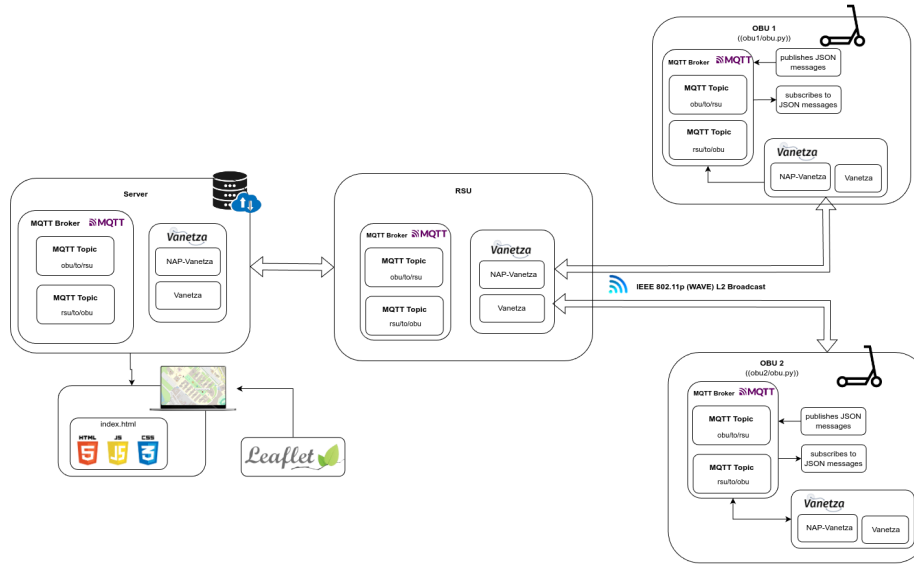 OBU 1
((obu1/obu.py))
MQTT Broker
MQTT
publishes JSON
messages
MQTT Topic
obu/to/rsu
subscribes to
JSON messages
MQTT Topic
rsu/to/obu
Vanetza
NAP-Vanetza
Vanetza
Server
MQTT Broker
MQTT
MQTT Topic
obu/to/rsu
MQTT Topic
rsu/to/obu
Vanetza
NAP-Vanetza
Vanetza
RSU
MQTT Broker
MQTT
MQTT Topic
obu/to/rsu
MQTT Topic
rsu/to/obu
Vanetza
NAP-Vanetza
Vanetza
IEEE 802.11p (WAVE) L2 Broadcast
OBU 2
((obu2/obu.py))
MQTT Broker
MQTT
publishes JSON
messages
MQTT Topic
obu/to/rsu
subscribes to
JSON messages
MQTT Topic
rsu/to/obu
Vanetza
NAP-Vanetza
Vanetza
index.html
HTML
5
JS
JS
CSS
3
Leaflet